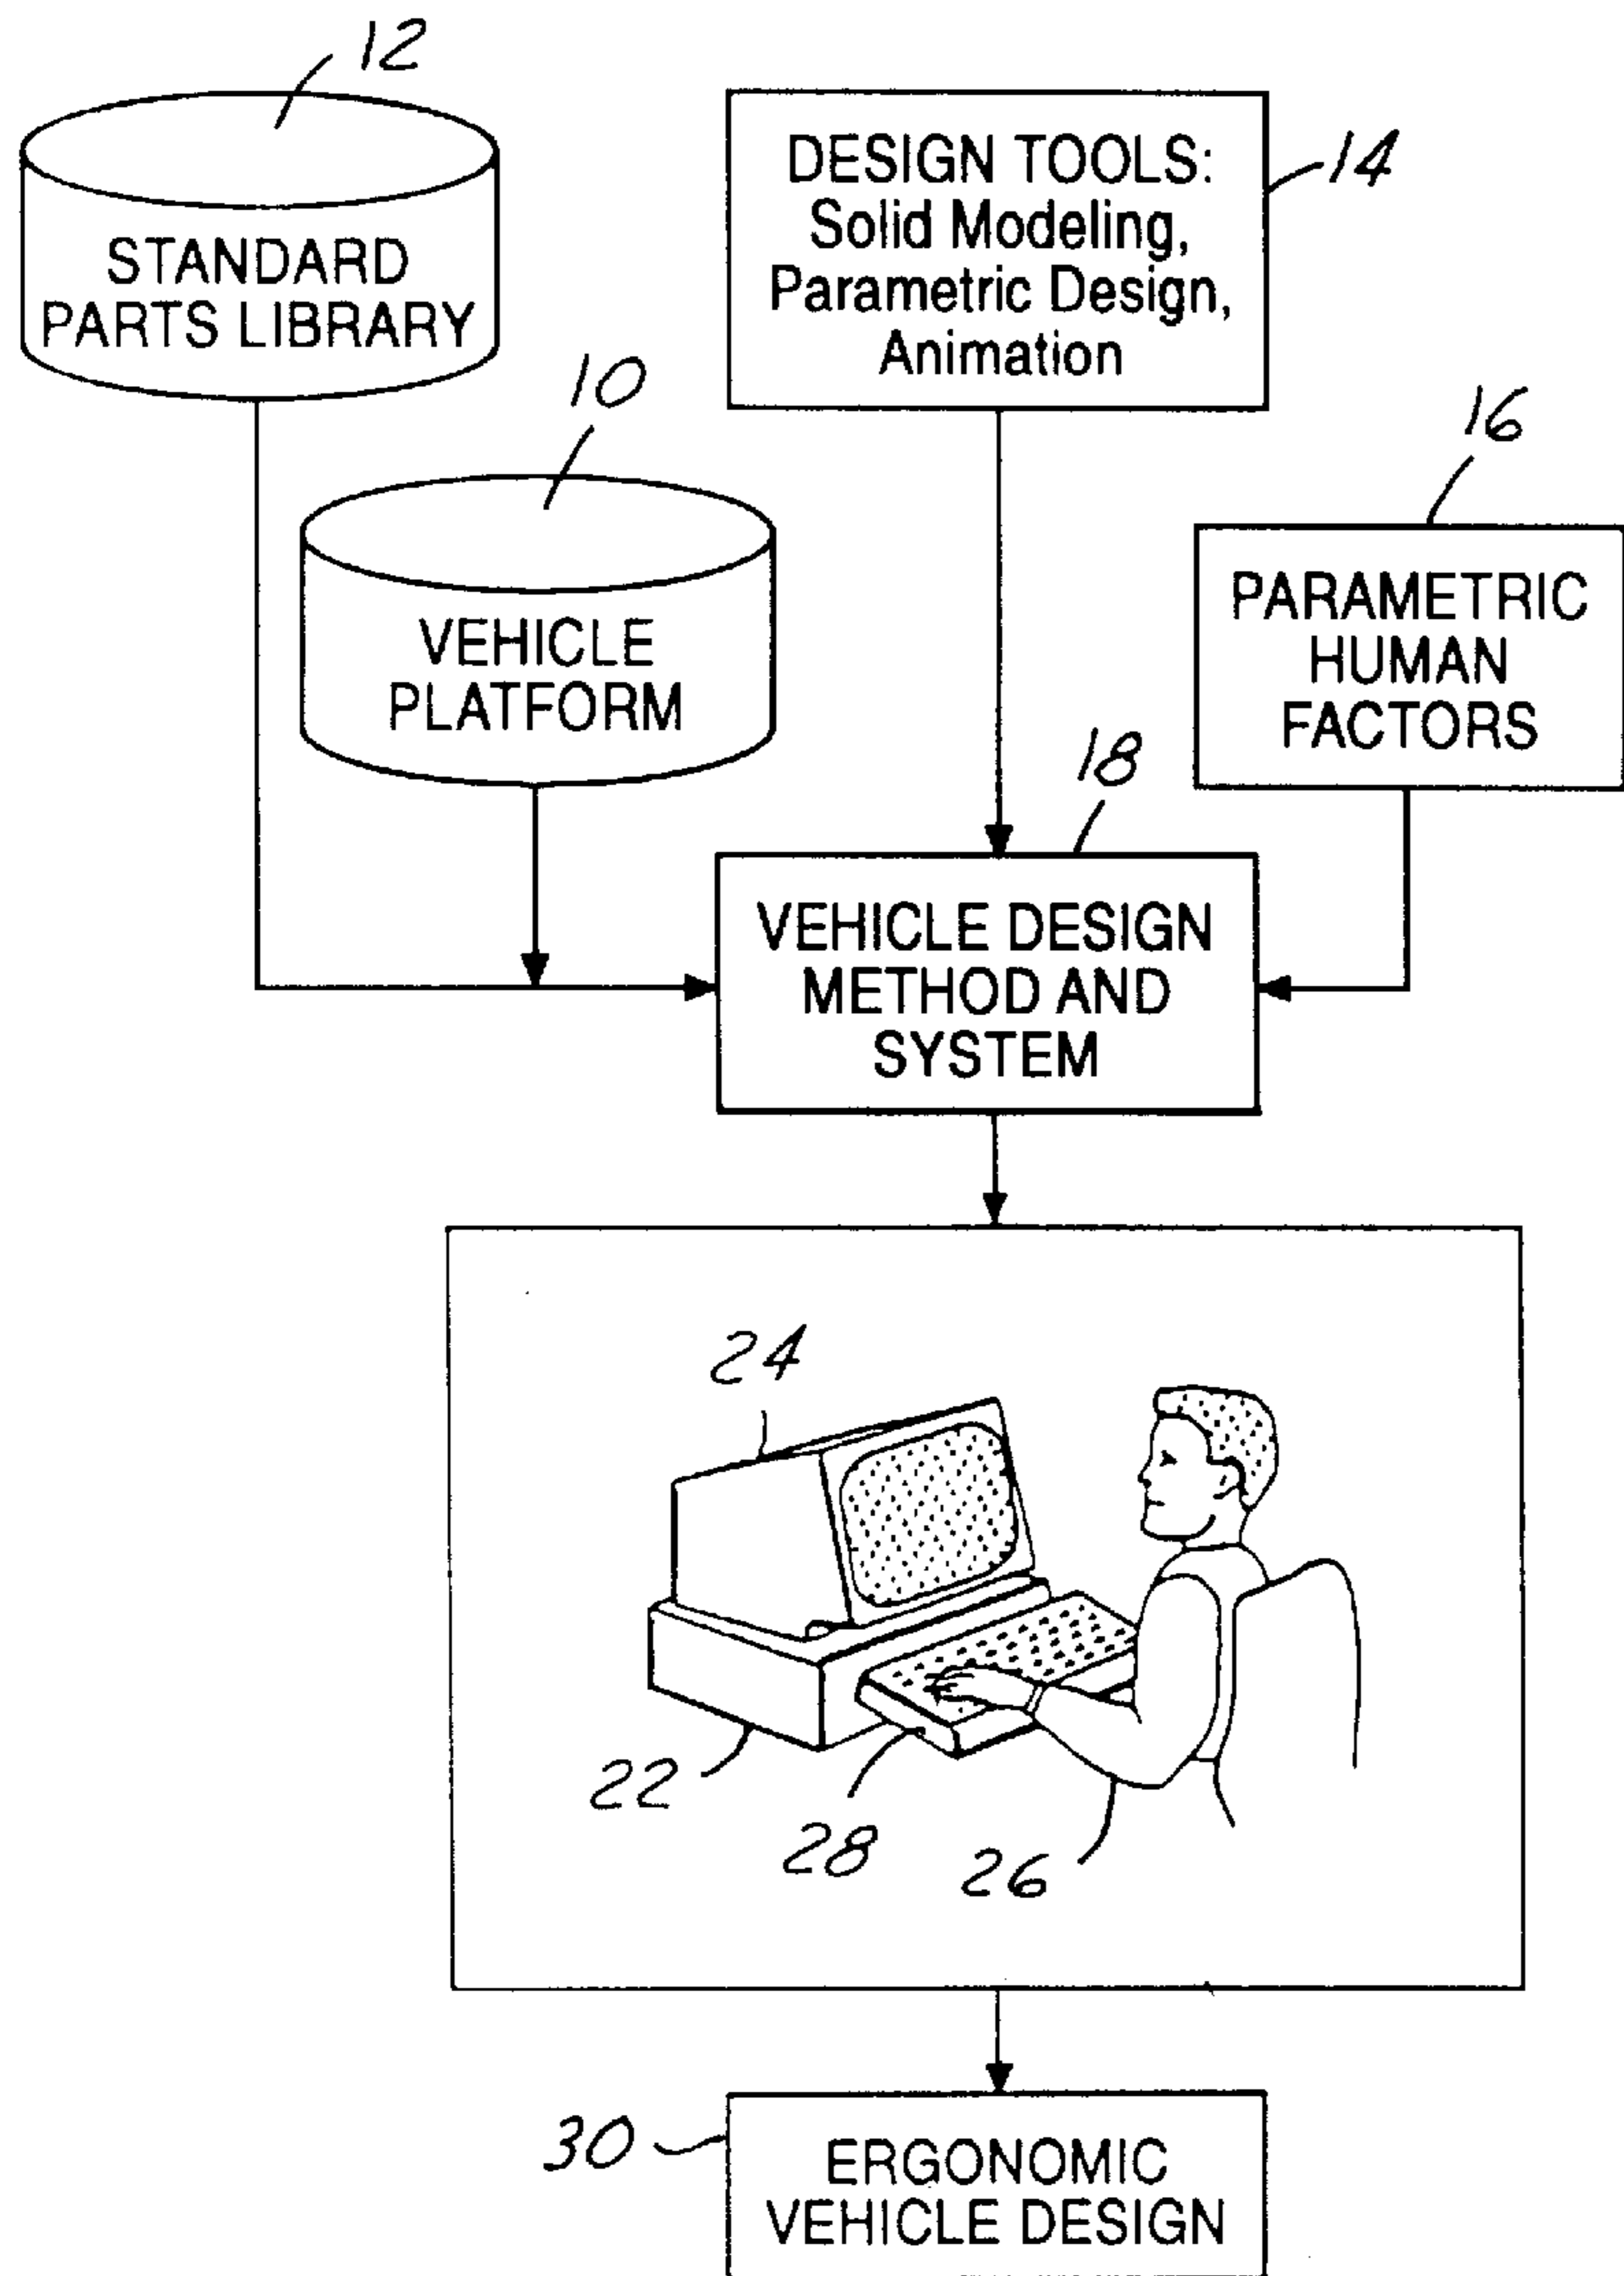 12
STANDARD
PARTS LIBRARY
DESIGN TOOLS:
Solid Modeling,
Parametric Design,
Animation
14
10
VEHICLE
PLATFORM
16
PARAMETRIC
HUMAN
FACTORS
18
VEHICLE DESIGN
METHOD AND
SYSTEM
24
22
28
26
30
ERGONOMIC
VEHICLE DESIGN